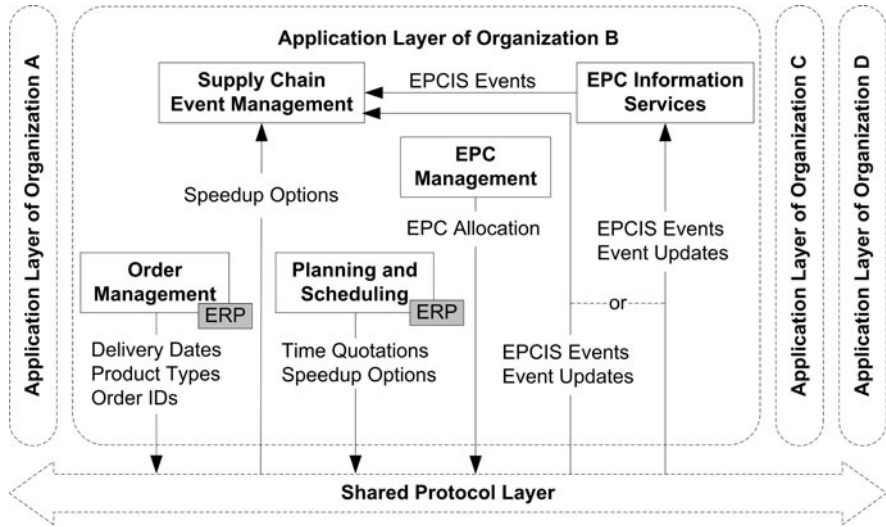 Application Layer of Organization A
Application Layer of Organization B
Supply Chain
Event Management
EPCIS Events
EPC Information
Services
EPC
Management
Speedup Options
EPC Allocation
EPCIS Events
Event Updates
Order
Management
ERP
Planning and
Scheduling
ERP
or
Delivery Dates
Product Types
Order IDs
Time Quotations
Speedup Options
EPCIS Events
Event Updates
Application Layer of Organization C
Application Layer of Organization D
Shared Protocol Layer